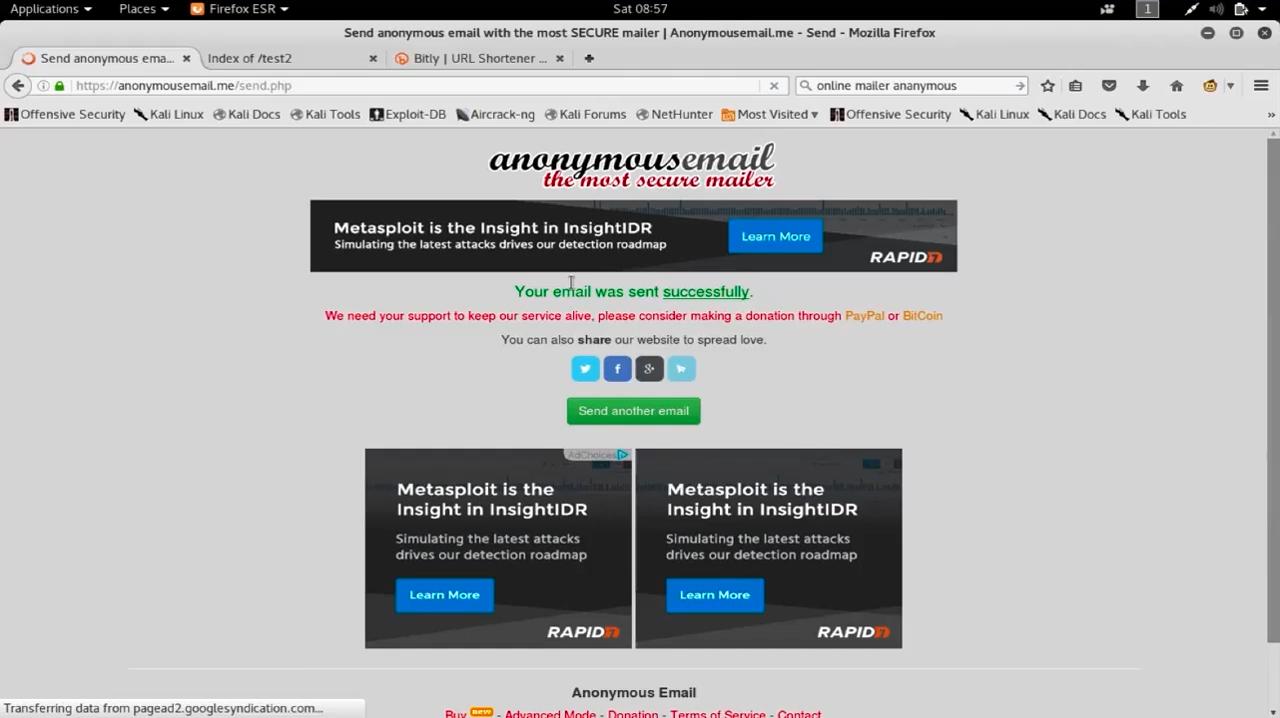 Applications Places Firefox ESR Sat 08:57 1
Send anonymous email with the most SECURE mailer | Anonymousemail.me - Send - Mozilla Firefox
Send anonymous ema... Index of /test2 Bitly | URL Shortener ...
https://anonymousemail.me/send.php online mailer ananymous
Offensive Security Kali Linux Kali Docs Kali Tools Exploit-DB Aircrack-ng Kali Forums NetHunter Most Visited Offensive Security Kali Linux Kali Docs Kali Tools »
anonymousemail
the most secure mailer
Metasploit is the Insight in InsightIDR
Simulating the latest attacks drives our detection roadmap
Learn More
RAPID7
Your email was sent successfully.
We need your support to keep our service alive, please consider making a donation through PayPal or BitCoin
You can also share our website to spread love.
Send another email
AdChoices
Metasploit is the
Insight in InsightIDR
Simulating the latest attacks
drives our detection roadmap
Learn More
RAPID7
Metasploit is the
Insight in InsightIDR
Simulating the latest attacks
drives our detection roadmap
Learn More
RAPID7
Anonymous Email
Buy new - Advanced Mode - Donation - Terms of Service - Contact
Transferring data from pagead2.googlesyndication.com...